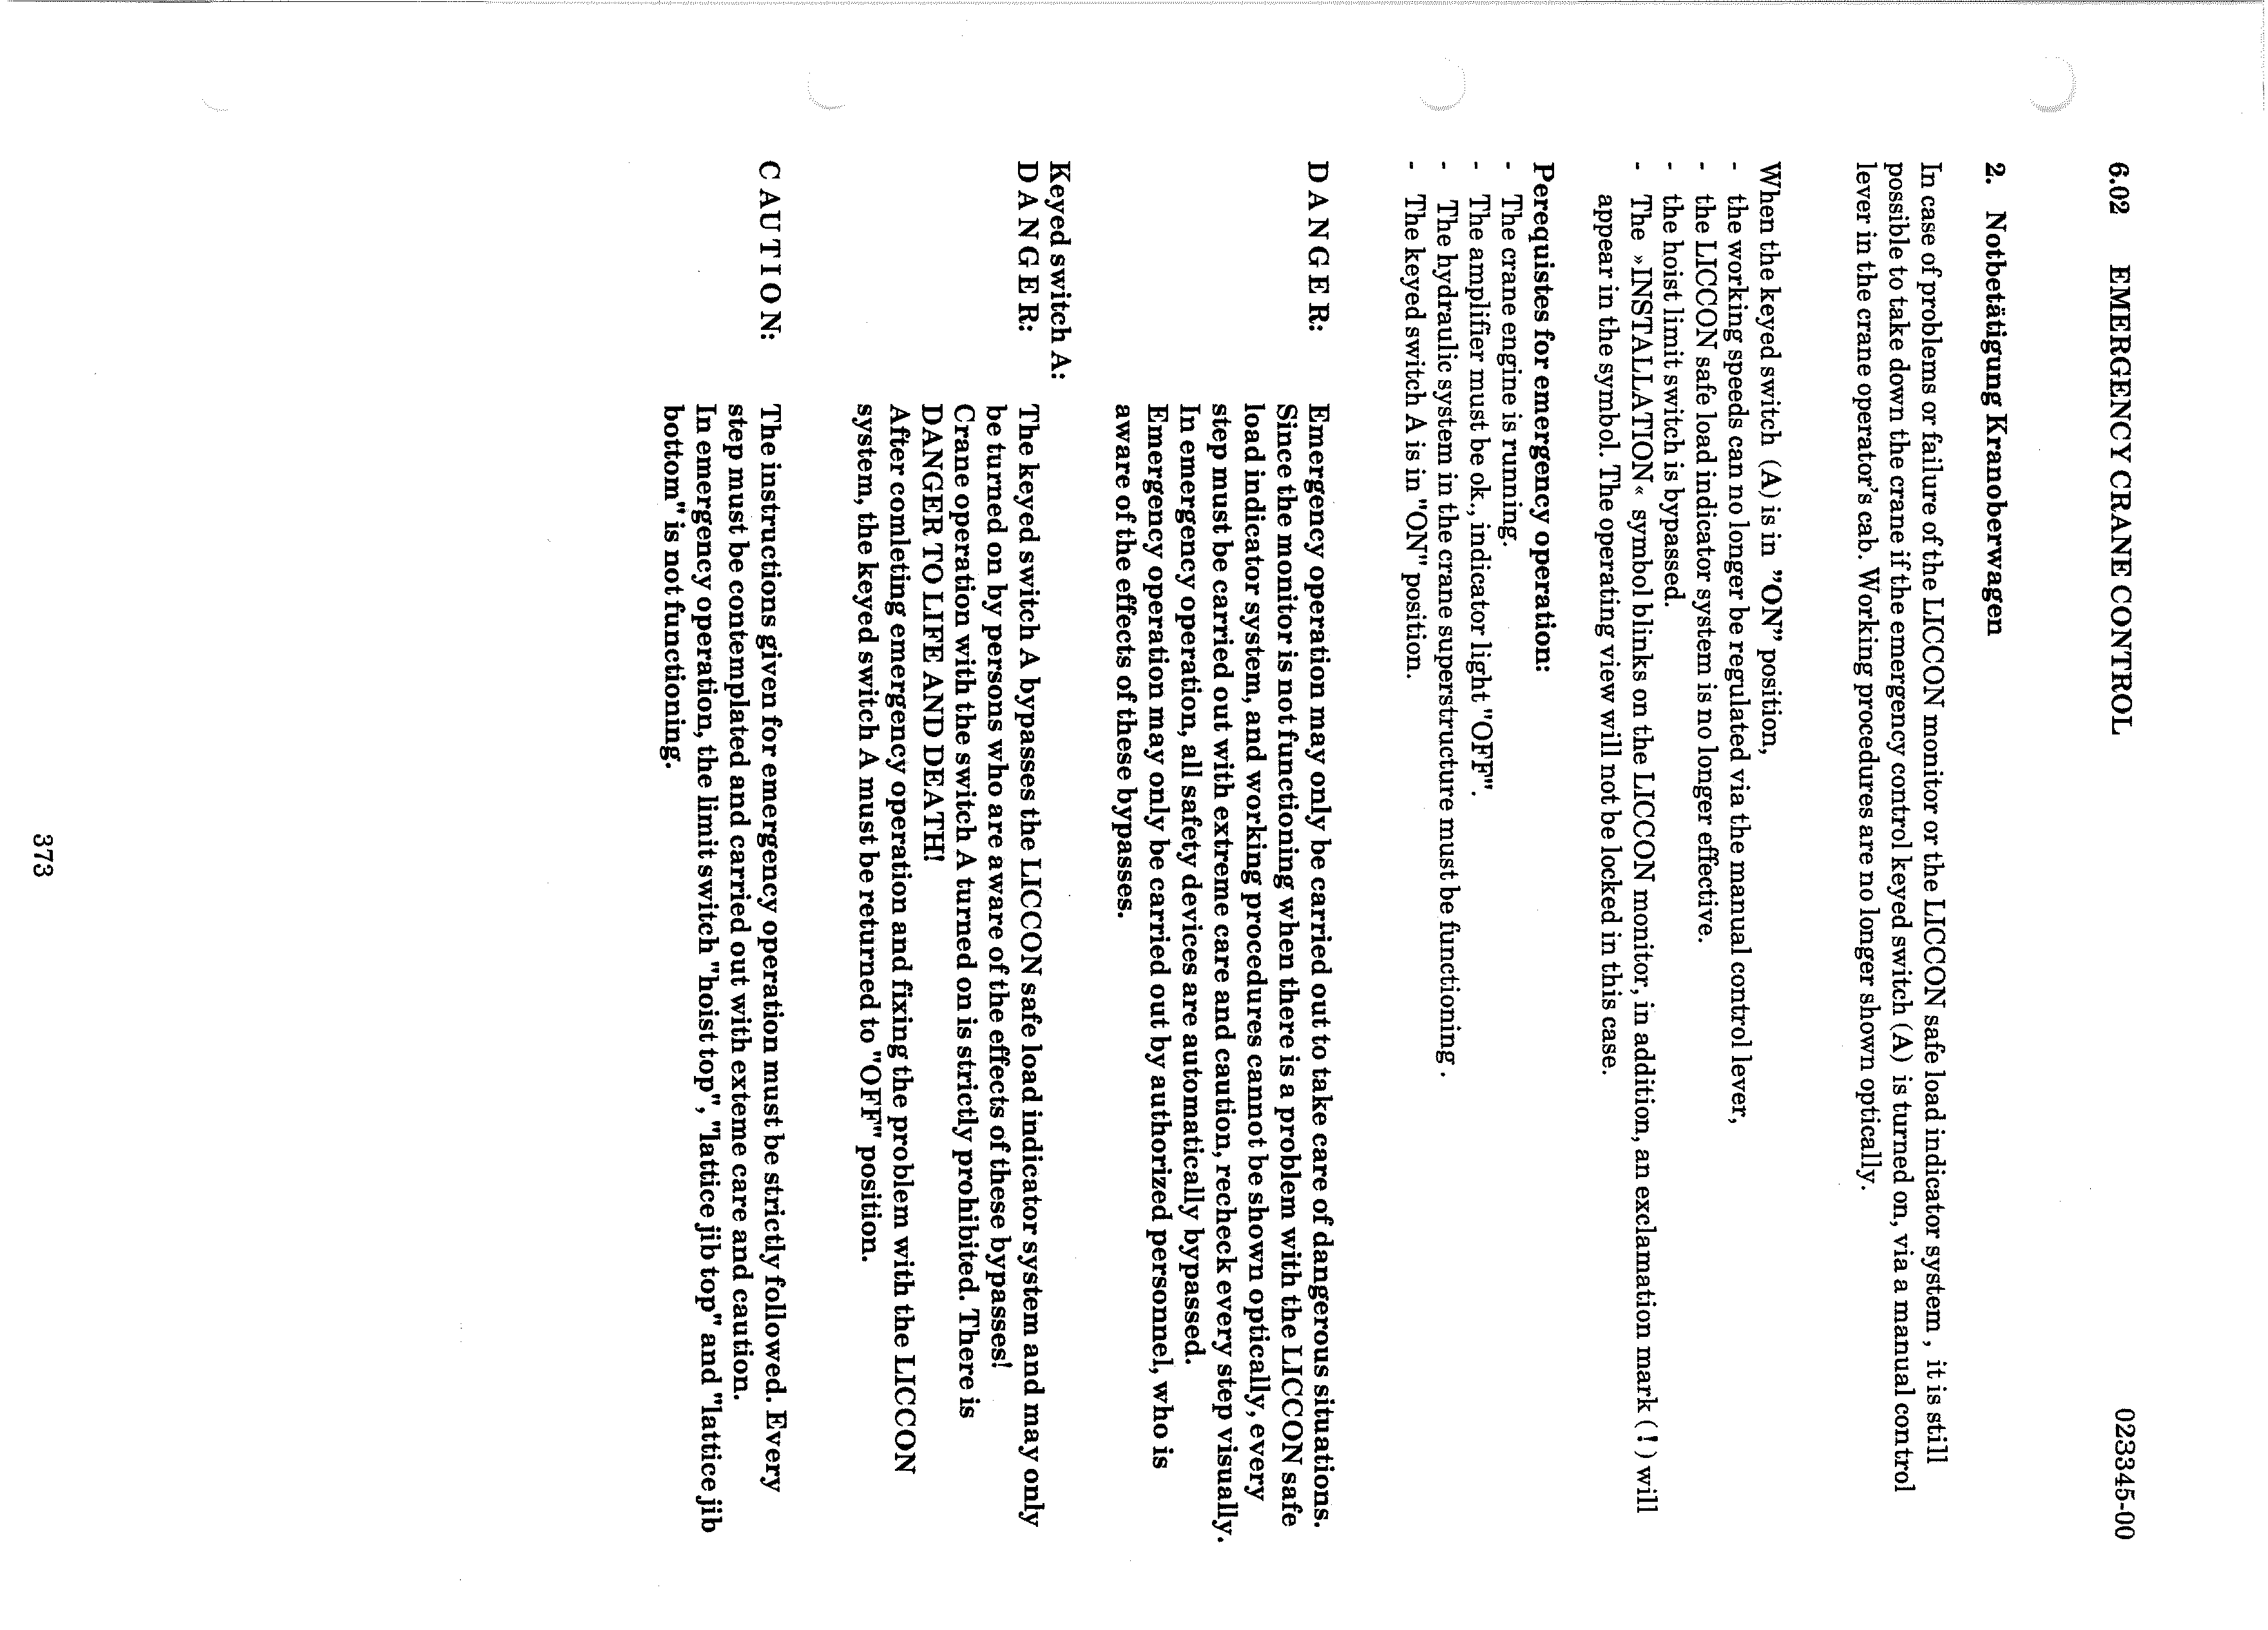 6.02 EMERGENCY CRANE CONTROL 023345-00
2. Notbetätigung Kranoberwagen
In case of problems or failure of the LICCON monitor or the LICCON safe load indicator system , it is still
possible to take down the crane if the emergency control keyed switch (A) is turned on, via a manual control
lever in the crane operator's cab. Working procedures are no longer shown optically.
When the keyed switch (A) is in "ON" position,
- the working speeds can no longer be regulated via the manual control lever,
- the LICCON safe load indicator system is no longer effective.
- the hoist limit switch is bypassed.
- The »INSTALLATION« symbol blinks on the LICCON monitor, in addition, an exclamation mark ( ! ) will
appear in the symbol. The operating view will not be locked in this case.
Perequistes for emergency operation:
- The crane engine is running.
- The amplifier must be ok., indicator light "OFF".
- The hydraulic system in the crane superstructure must be functioning .
- The keyed switch A is in "ON" position.
D A N G E R: Emergency operation may only be carried out to take care of dangerous situations.
Since the monitor is not functioning when there is a problem with the LICCON safe
load indicator system, and working procedures cannot be shown optically, every
step must be carried out with extreme care and caution, recheck every step visually.
In emergency operation, all safety devices are automatically bypassed.
Emergency operation may only be carried out by authorized personnel, who is
aware of the effects of these bypasses.
Keyed switch A:
D A N G E R: The keyed switch A bypasses the LICCON safe load indicator system and may only
be turned on by persons who are aware of the effects of these bypasses!
Crane operation with the switch A turned on is strictly prohibited. There is
DANGER TO LIFE AND DEATH!
After comleting emergency operation and fixing the problem with the LICCON
system, the keyed switch A must be returned to "OFF" position.
C A U T I O N: The instructions given for emergency operation must be strictly followed. Every
step must be contemplated and carried out with exteme care and caution.
In emergency operation, the limit switch "hoist top", "lattice jib top" and "lattice jib
bottom" is not functioning.
373